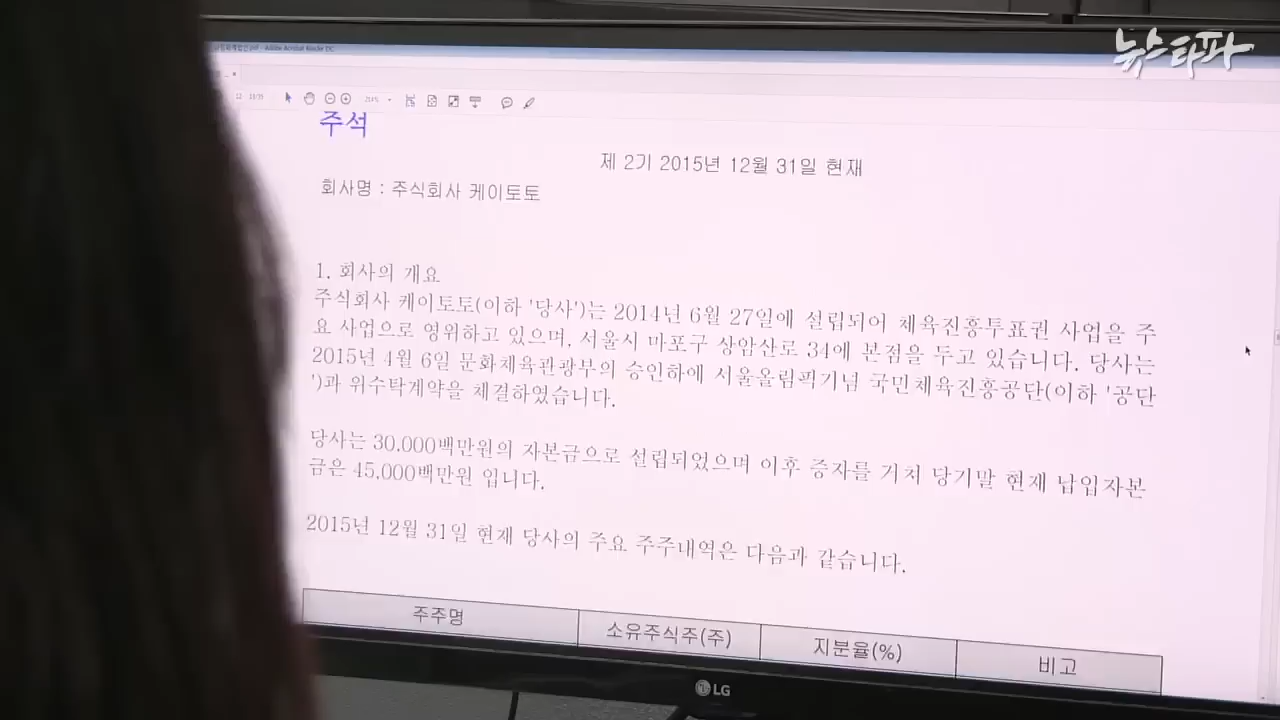 뉴스타파
.pdf - Adobe Acrobat Reader DC
주석
제 2기 2015년 12월 31일 현재
회사명 : 주식회사 케이토토
1. 회사의 개요
주식회사 케이토토(이하 '당사')는 2014년 6월 27일에 설립되어 체육진흥투표권 사업을 주
요 사업으로 영위하고 있으며, 서울시 마포구 상암산로 34에 본점을 두고 있습니다. 당사는
2015년 4월 6일 문화체육관광부의 승인하에 서울올림픽기념 국민체육진흥공단(이하 '공단
')과 위수탁계약을 체결하였습니다.
당사는 30,000백만원의 자본금으로 설립되었으며 이후 증자를 거쳐 당기말 현재 납입자본
금은 45,000백만원 입니다.
2015년 12월 31일 현재 당사의 주요 주주내역은 다음과 같습니다.
주주명 소유주식주(주) 지분율(%) 비고
LG